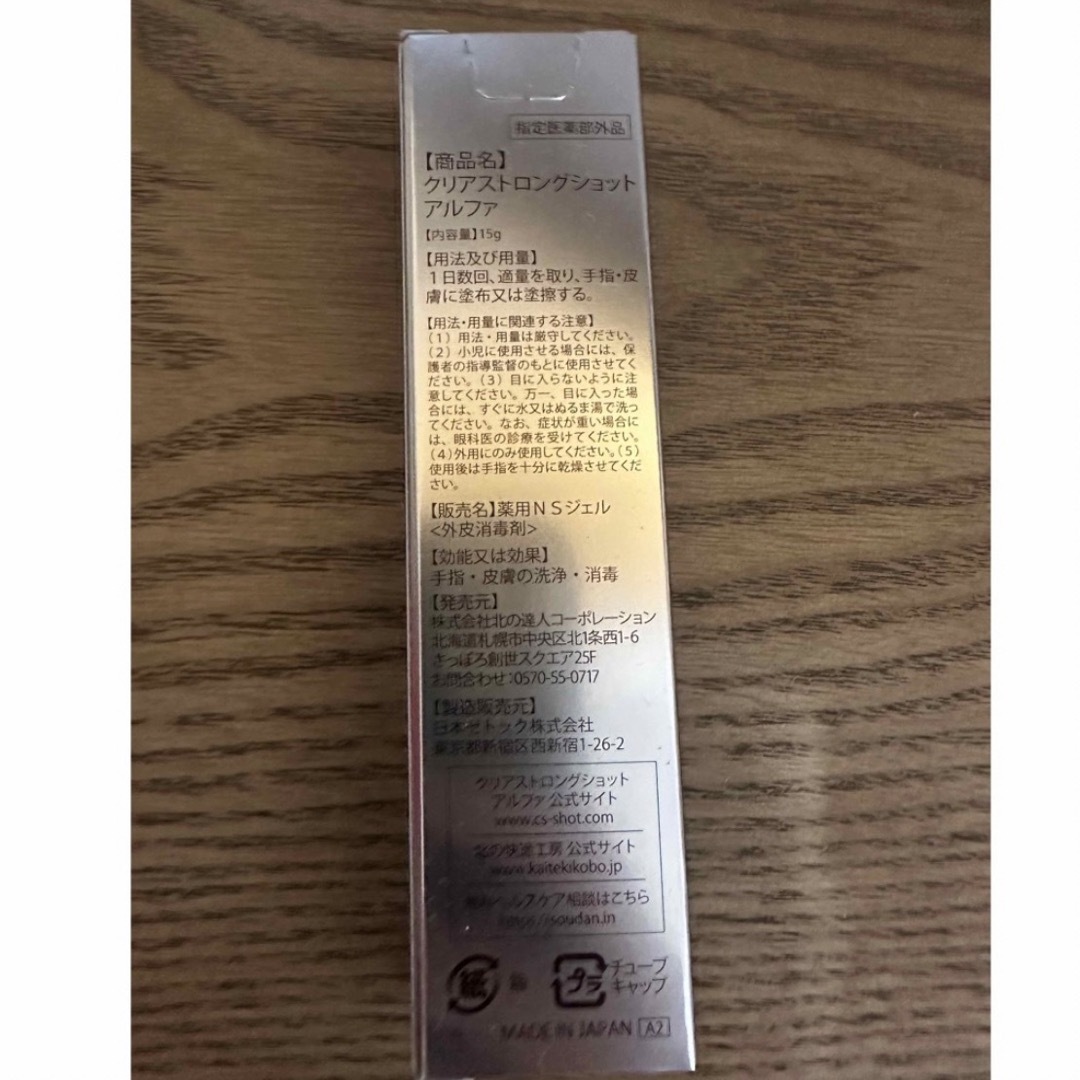 指定医薬部外品
【商品名】
クリアストロングショット
アルファ
【内容量】15g
【用法及び用量】
1日数回、適量を取り、手指・皮
膚に塗布又は塗擦する。
【用法・用量に関連する注意】
(1)用法・用量は厳守してください。
(2)小児に使用させる場合には、保
護者の指導監督のもとに使用させてく
ださい。(3)目に入らないように注
意してください。万一、目に入った場
合には、すぐに水又はぬるま湯で洗っ
てください。なお、症状が重い場合に
は、眼科医の診療を受けてください。
(4)外用にのみ使用してください。(5)
使用後は手指を十分に乾燥させてくだ
さい。
【販売名】薬用NSジェル
<外皮消毒剤>
【効能又は効果】
手指・皮膚の洗浄・消毒
【発売元】
株式会社北の達人コーポレーション
北海道札幌市中央区北1条西1-6
さっぽろ創世スクエア25F
お問合わせ:0570-55-0717
【製造販売元】
日本ゼトック株式会社
東京都新宿区西新宿1-26-2
クリアストロングショット
アルファ 公式サイト
www.cs-shot.com
北の快適工房 公式サイト
www.kaitekikobo.jp
ヘルスケア相談はこちら
https://soudan.in
紙 箱
プラ チューブ
キャップ
MADE IN JAPAN A2